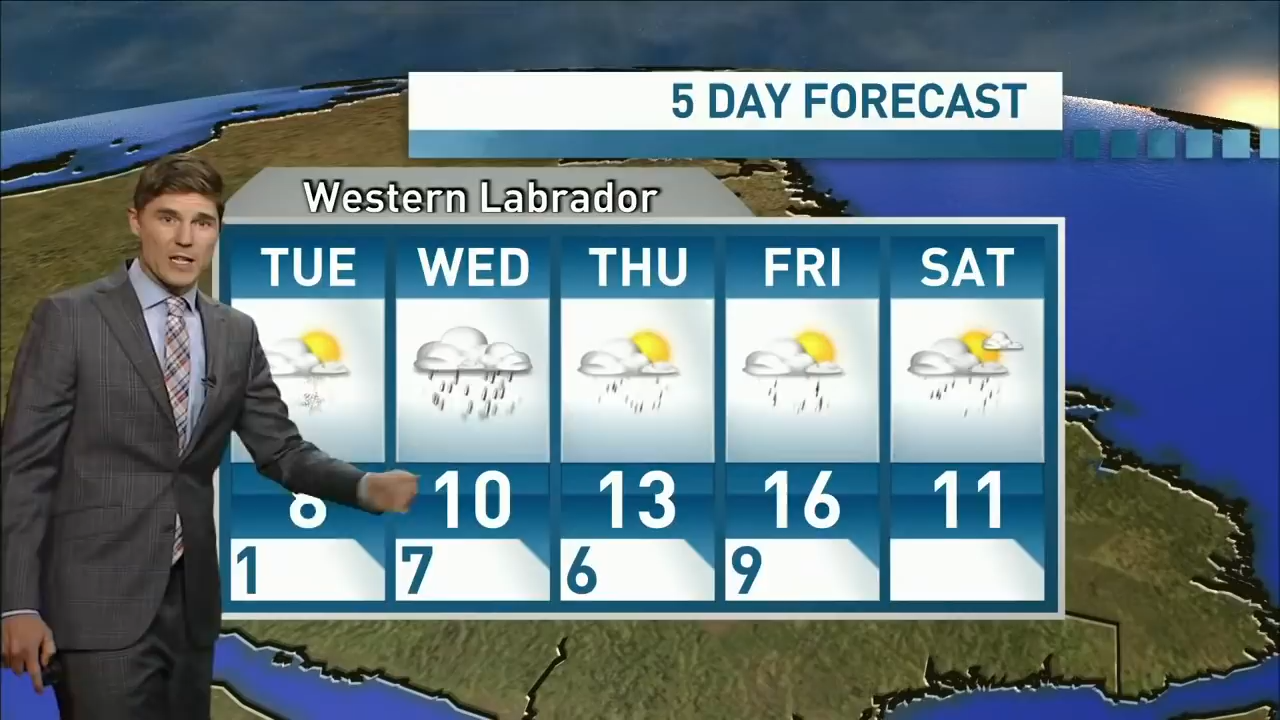 5 DAY FORECAST
Western Labrador
TUE WED THU FRI SAT
8 10 13 16 11
1 7 6 9